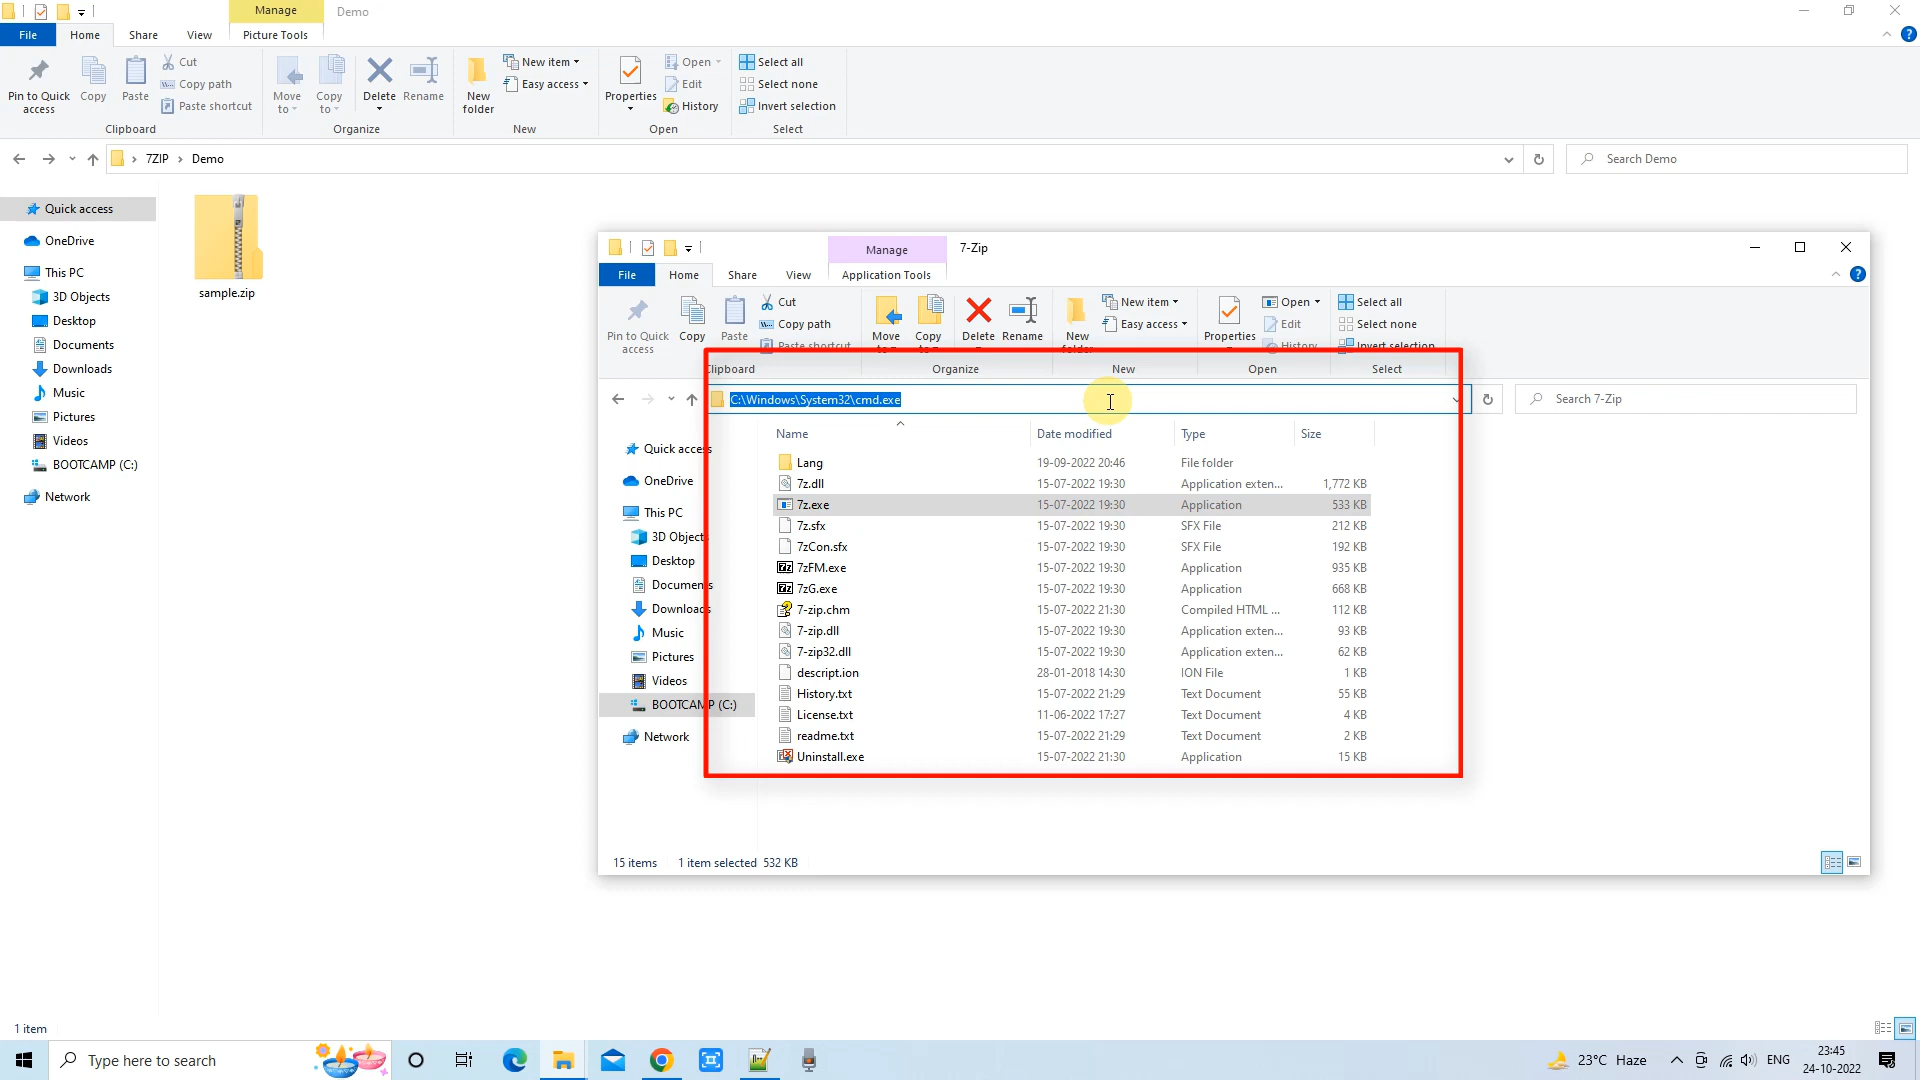 Manage
Demo
File
Home
Share
View
Picture Tools
Pin to Quick access
Copy
Paste
Cut
Copy path
Paste shortcut
Clipboard
Move to
Copy to
Delete
Rename
Organize
New folder
New item
Easy access
New
Properties
Open
Edit
History
Open
Select all
Select none
Invert selection
Select
7ZIP
Demo
Search Demo
Quick access
OneDrive
This PC
3D Objects
Desktop
Documents
Downloads
Music
Pictures
Videos
BOOTCAMP (C:)
Network
sample.zip
Manage
7-Zip
File
Home
Share
View
Application Tools
Pin to Quick access
Copy
Paste
Cut
Copy path
Paste shortcut
Clipboard
Move to
Copy to
Delete
Rename
Organize
New folder
New item
Easy access
New
Properties
Open
Edit
History
Open
Select all
Select none
Invert selection
Select
C:\Windows\System32\cmd.exe
Search 7-Zip
Quick access
OneDrive
This PC
3D Objects
Desktop
Documents
Downloads
Music
Pictures
Videos
BOOTCAMP (C:)
Network
Name Date modified Type Size
Lang 19-09-2022 20:46 File folder
7z.dll 15-07-2022 19:30 Application exten... 1,772 KB
7z.exe 15-07-2022 19:30 Application 533 KB
7z.sfx 15-07-2022 19:30 SFX File 212 KB
7zCon.sfx 15-07-2022 19:30 SFX File 192 KB
7zFM.exe 15-07-2022 19:30 Application 935 KB
7zG.exe 15-07-2022 19:30 Application 668 KB
7-zip.chm 15-07-2022 21:30 Compiled HTML ... 112 KB
7-zip.dll 15-07-2022 19:30 Application exten... 93 KB
7-zip32.dll 15-07-2022 19:30 Application exten... 62 KB
descript.ion 28-01-2018 14:30 ION File 1 KB
History.txt 15-07-2022 21:29 Text Document 55 KB
License.txt 11-06-2022 17:27 Text Document 4 KB
readme.txt 15-07-2022 21:29 Text Document 2 KB
Uninstall.exe 15-07-2022 21:30 Application 15 KB
15 items 1 item selected 532 KB
1 item
Type here to search
23°C Haze
ENG
23:45
24-10-2022